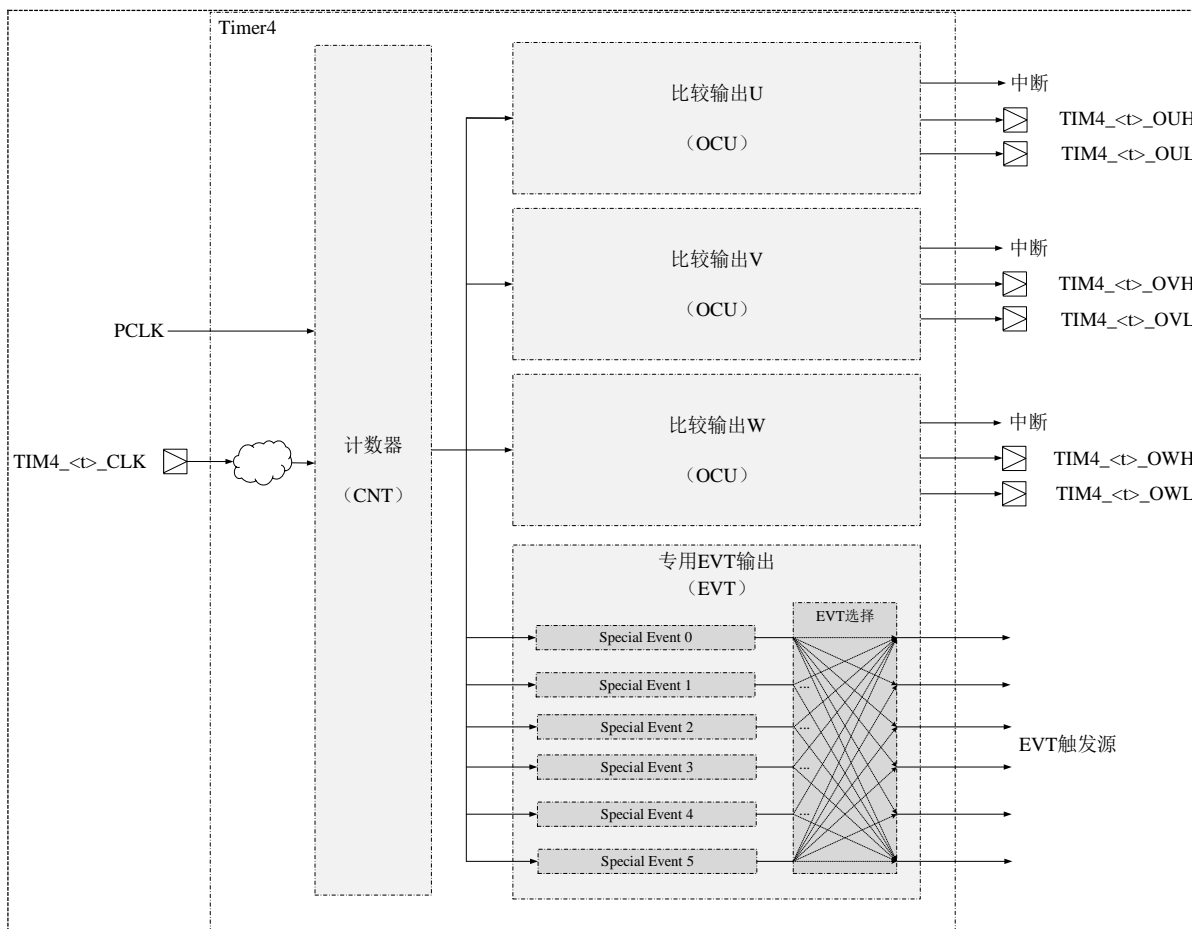 Timer4
比较输出U
（OCU）
中断
TIM4_<t>_OUH
TIM4_<t>_OUL
比较输出V
（OCU）
中断
TIM4_<t>_OVH
TIM4_<t>_OVL
PCLK
TIM4_<t>_CLK
计数器
（CNT）
比较输出W
（OCU）
中断
TIM4_<t>_OWH
TIM4_<t>_OWL
专用EVT输出
（EVT）
EVT选择
Special Event 0
Special Event 1
...
Special Event 2
...
Special Event 3
...
Special Event 4
...
Special Event 5
EVT触发源